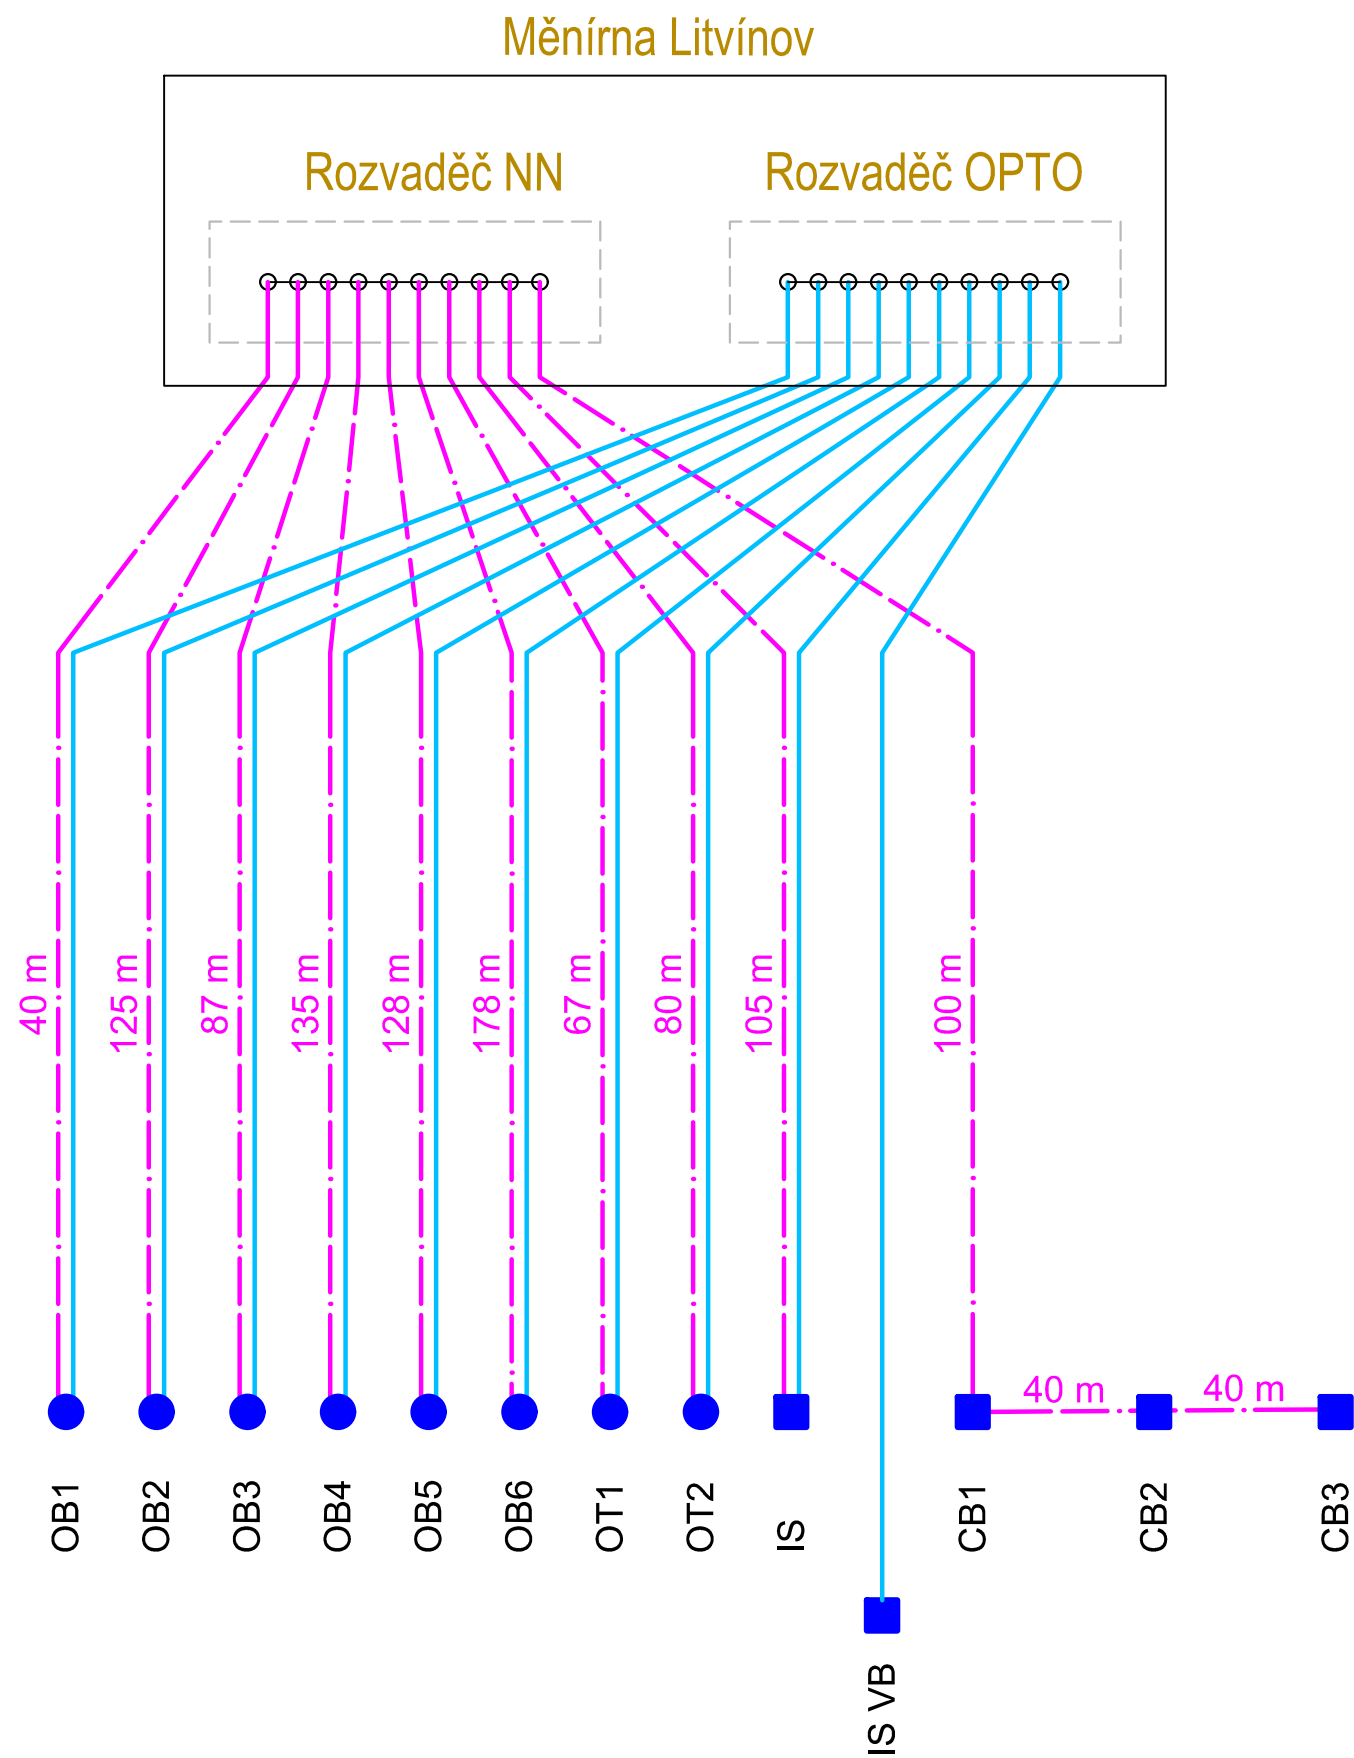 Měnírna Litvínov
Rozvaděč NN
Rozvaděč OPTO
40 m
125 m
87 m
135 m
128 m
178 m
67 m
80 m
105 m
100 m
40 m
40 m
OB1
OB2
OB3
OB4
OB5
OB6
OT1
OT2
IS
CB1
CB2
CB3
IS VB